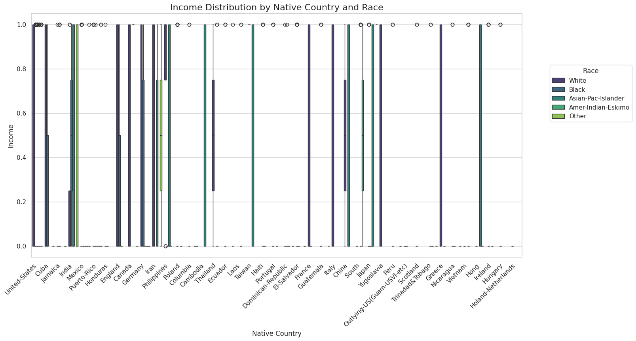 Income Distribution by Native Country and Race
Income
1.0
0.8
0.6
0.4
0.2
0.0
United-States
Cuba
Jamaica
India
Mexico
Puerto-Rico
Honduras
England
Canada
Germany
Iran
Philippines
Poland
Columbia
Cambodia
Thailand
Ecuador
Laos
Taiwan
Haiti
Portugal
Dominican-Republic
El-Salvador
France
Guatemala
Italy
China
South
Japan
Yugoslavia
Peru
Outlying-US(Guam-USVI-etc)
Scotland
Trinadad&Tobago
Greece
Nicaragua
Vietnam
Hong
Ireland
Hungary
Holand-Netherlands
Native Country
Race
White
Black
Asian-Pac-Islander
Amer-Indian-Eskimo
Other